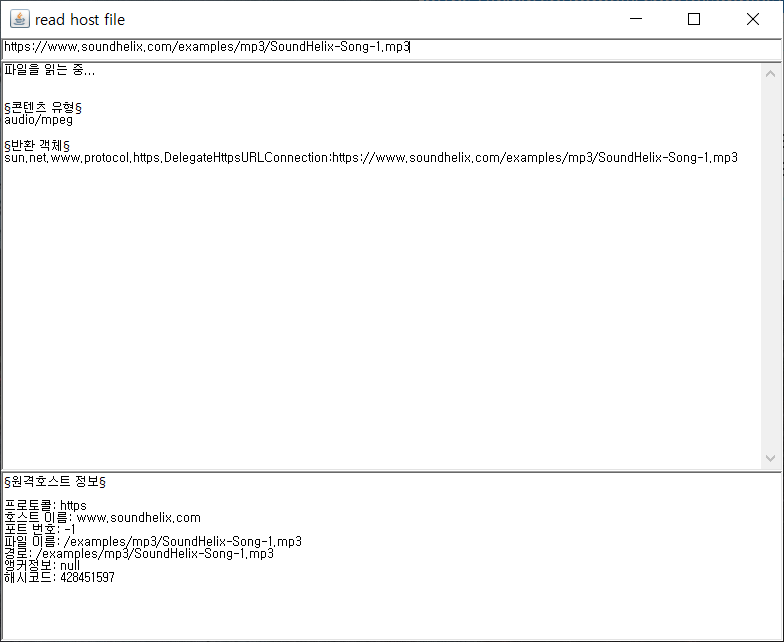 read host file
https://www.soundhelix.com/examples/mp3/SoundHelix-Song-1.mp3
파일을 읽는 중...
§콘텐츠 유형§
audio/mpeg
§반환 객체§
sun.net.www.protocol.https.DelegateHttpsURLConnection:https://www.soundhelix.com/examples/mp3/SoundHelix-Song-1.mp3
§원격호스트 정보§
프로토콜: https
호스트 이름: www.soundhelix.com
포트 번호: -1
파일 이름: /examples/mp3/SoundHelix-Song-1.mp3
경로: /examples/mp3/SoundHelix-Song-1.mp3
앵커정보: null
해시코드: 428451597